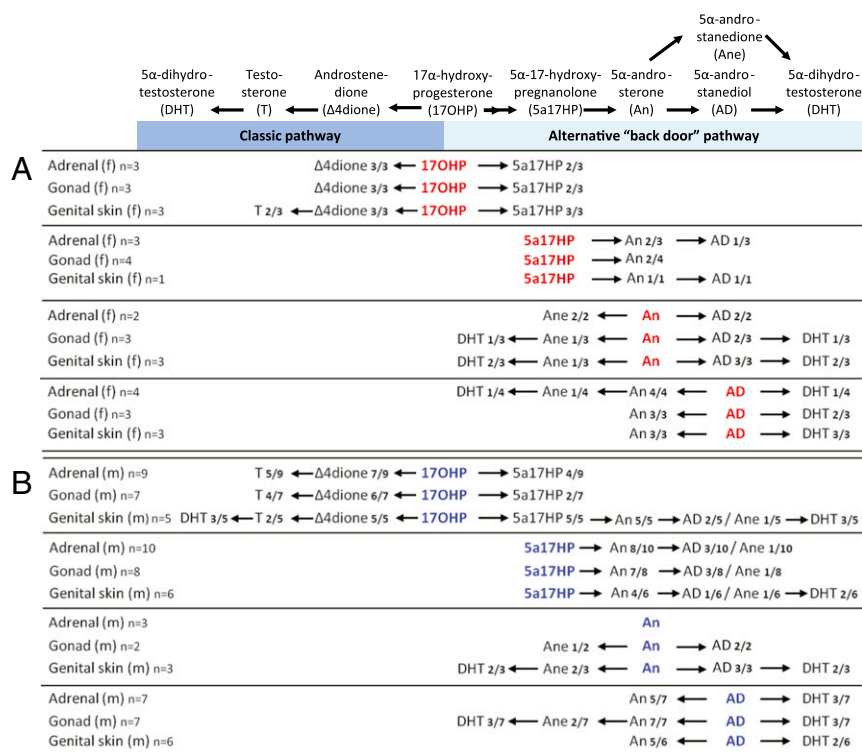 5α-andro-
stanedione
(Ane)
5α-dihydro-
testosterone
(DHT)
Testo-
sterone
(T)
Androstene-
dione
(Δ4dione)
17α-hydroxy-
progesterone
(17OHP)
5α-17-hydroxy-
pregnanolone
(5a17HP)
5α-andro-
sterone
(An)
5α-andro-
stanediol
(AD)
5α-dihydro-
testosterone
(DHT)
Classic pathway
Alternative “back door” pathway
A
Adrenal (f) n=3 Δ4dione 3/3 17OHP 5a17HP 2/3
Gonad (f) n=3 Δ4dione 3/3 17OHP 5a17HP 2/3
Genital skin (f) n=3 T 2/3 Δ4dione 3/3 17OHP 5a17HP 3/3
Adrenal (f) n=3 5a17HP An 2/3 AD 1/3
Gonad (f) n=4 5a17HP An 2/4
Genital skin (f) n=1 5a17HP An 1/1 AD 1/1
Adrenal (f) n=2 Ane 2/2 An AD 2/2
Gonad (f) n=3 DHT 1/3 Ane 1/3 An AD 2/3 DHT 1/3
Genital skin (f) n=3 DHT 2/3 Ane 1/3 An AD 3/3 DHT 2/3
Adrenal (f) n=4 DHT 1/4 Ane 1/4 An 4/4 AD DHT 1/4
Gonad (f) n=3 An 3/3 AD DHT 2/3
Genital skin (f) n=3 An 3/3 AD DHT 3/3
B
Adrenal (m) n=9 T 5/9 Δ4dione 7/9 17OHP 5a17HP 4/9
Gonad (m) n=7 T 4/7 Δ4dione 6/7 17OHP 5a17HP 2/7
Genital skin (m) n=5 DHT 3/5 T 2/5 Δ4dione 5/5 17OHP 5a17HP 5/5 An 5/5 AD 2/5 / Ane 1/5 DHT 3/5
Adrenal (m) n=10 5a17HP An 8/10 AD 3/10 / Ane 1/10
Gonad (m) n=8 5a17HP An 7/8 AD 3/8 / Ane 1/8
Genital skin (m) n=6 5a17HP An 4/6 AD 1/6 / Ane 1/6 DHT 2/6
Adrenal (m) n=3 An
Gonad (m) n=2 Ane 1/2 An AD 2/2
Genital skin (m) n=3 DHT 2/3 Ane 2/3 An AD 3/3 DHT 2/3
Adrenal (m) n=7 An 5/7 AD DHT 3/7
Gonad (m) n=7 DHT 3/7 Ane 2/7 An 7/7 AD DHT 3/7
Genital skin (m) n=6 An 5/6 AD DHT 2/6